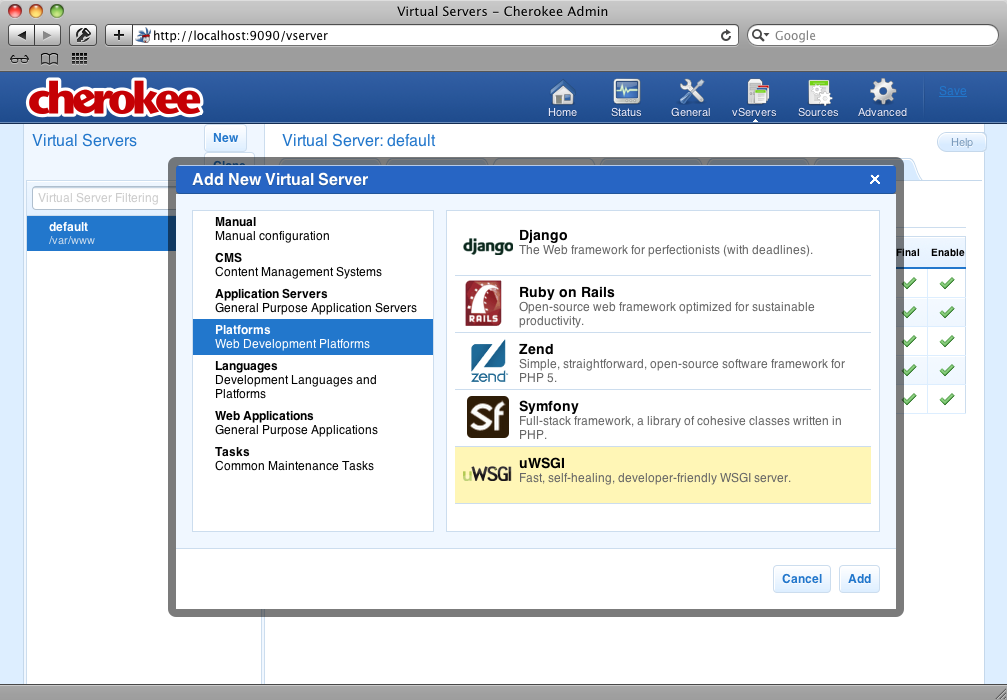 Virtual Servers – Cherokee Admin
http://localhost:9090/vserver
Google
cherokee
Home
Status
General
vServers
Sources
Advanced
Save
Virtual Servers
New
Clone
Virtual Server: default
Help
Virtual Server Filtering
default
/var/www
Final
Enable
Add New Virtual Server
Manual
Manual configuration
CMS
Content Management Systems
Application Servers
General Purpose Application Servers
Platforms
Web Development Platforms
Languages
Development Languages and
Platforms
Web Applications
General Purpose Applications
Tasks
Common Maintenance Tasks
django
Django
The Web framework for perfectionists (with deadlines).
RAILS
Ruby on Rails
Open-source web framework optimized for sustainable
productivity.
zend
Zend
Simple, straightforward, open-source software framework for
PHP 5.
Sf
Symfony
Full-stack framework, a library of cohesive classes written in
PHP.
uWSGI
uWSGI
Fast, self-healing, developer-friendly WSGI server.
Cancel
Add